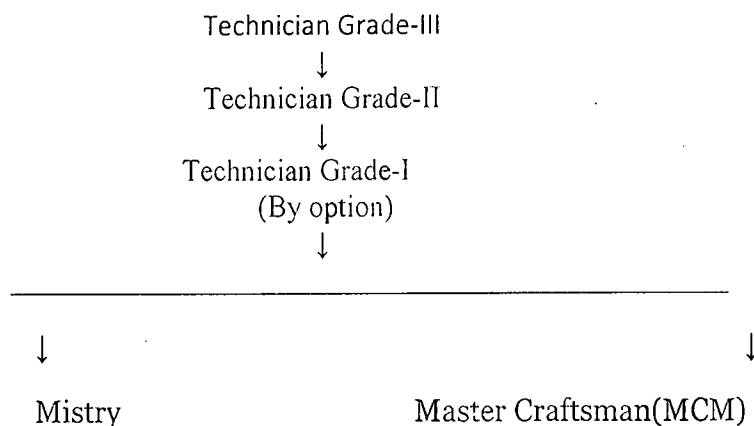 Technician Grade-III
↓
Technician Grade-II
↓
Technician Grade-I
(By option)
↓
↓ ↓
Mistry Master Craftsman(MCM)